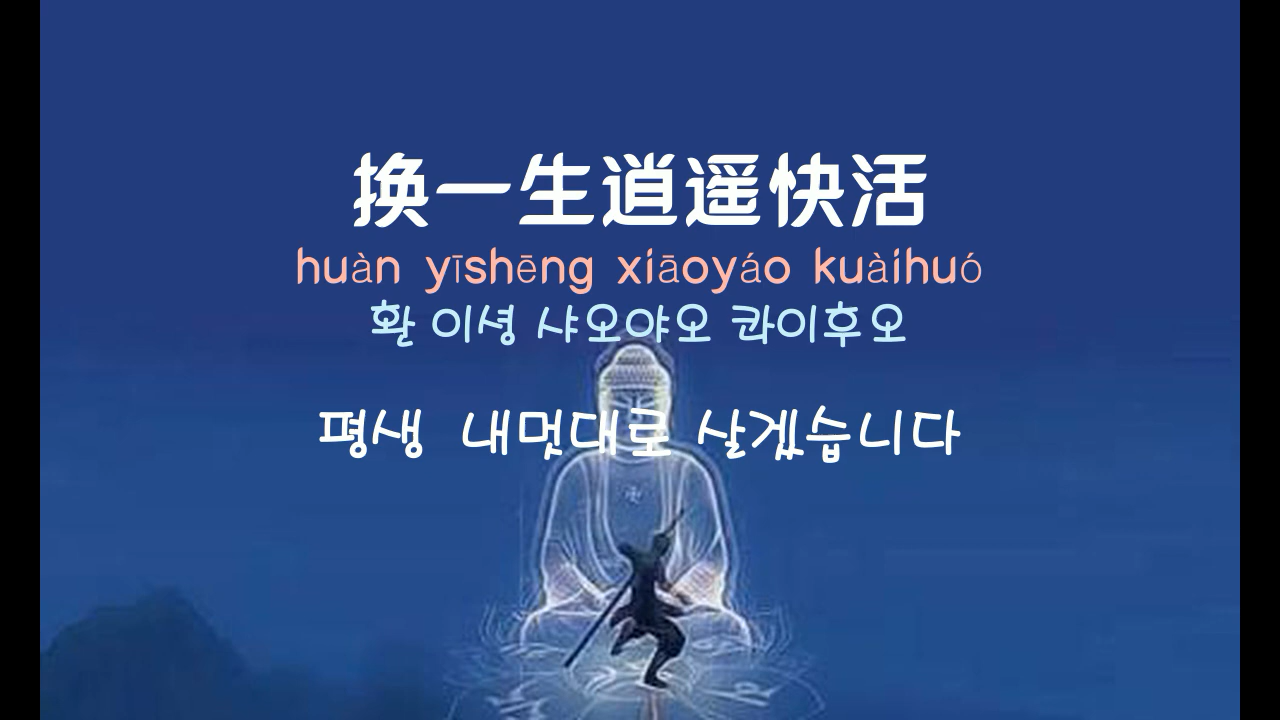 换一生逍遥快活
huàn yīshēng xiāoyáo kuàihuó
환 이셩 샤오야오 콰이후오
평생 내멋대로 살겠습니다